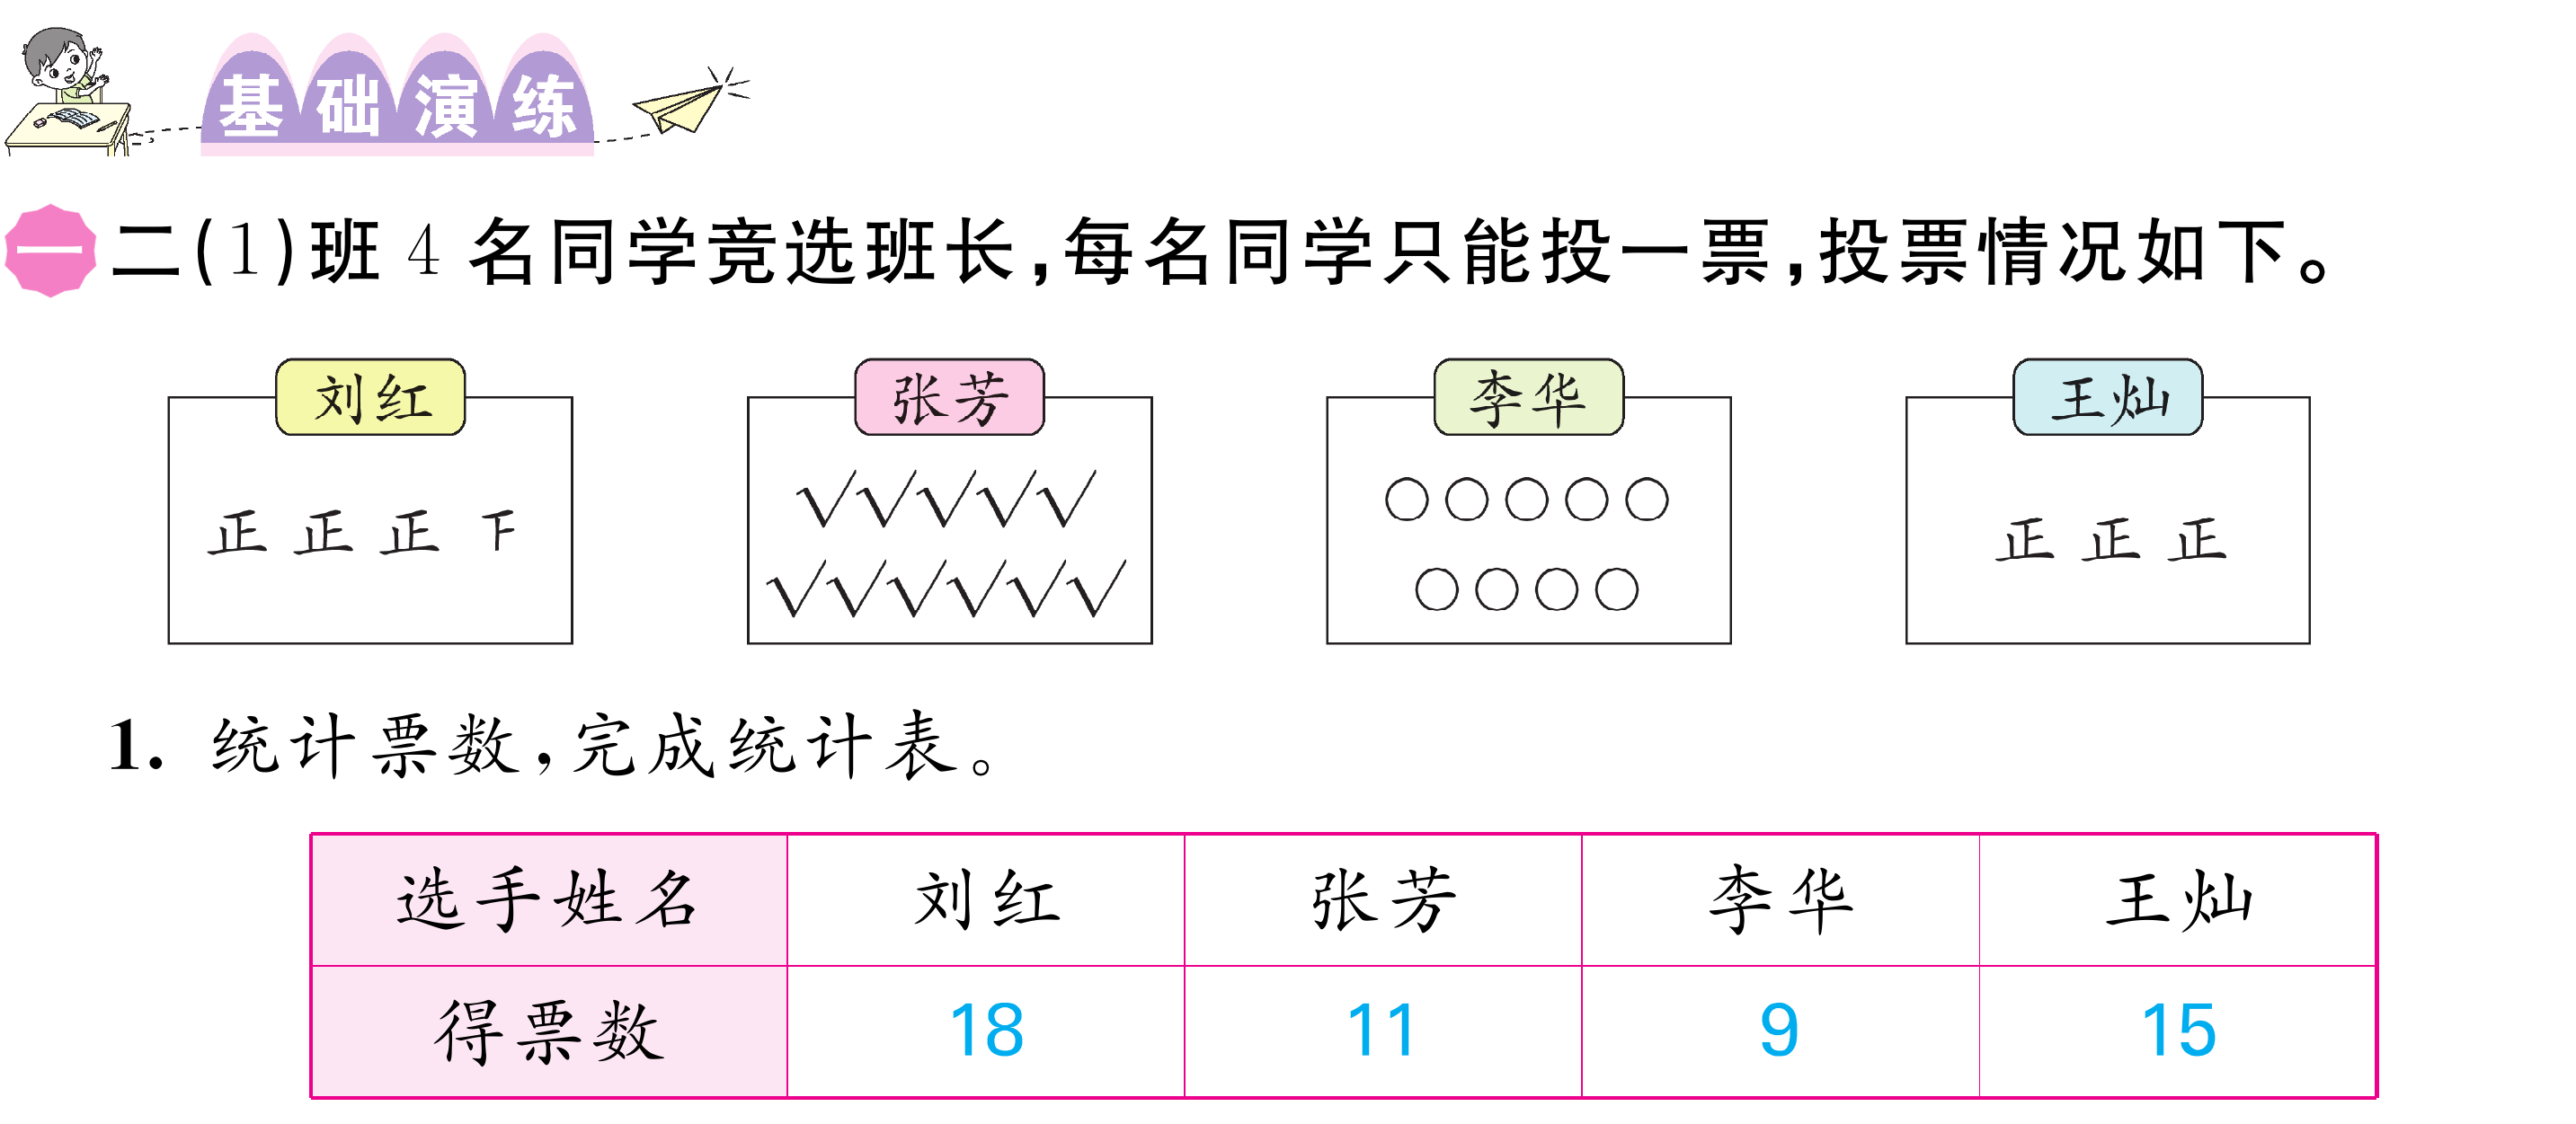 基础演练
一 二(1)班 4 名同学竞选班长,每名同学只能投一票,投票情况如下。
刘红 张芳 李华 王灿
正 正 正 𠄟 √√√√√ ○○○○○ 正 正 正
√√√√√√ ○○○○
1. 统计票数,完成统计表。
选手姓名 刘红 张芳 李华 王灿
得票数 18 11 9 15